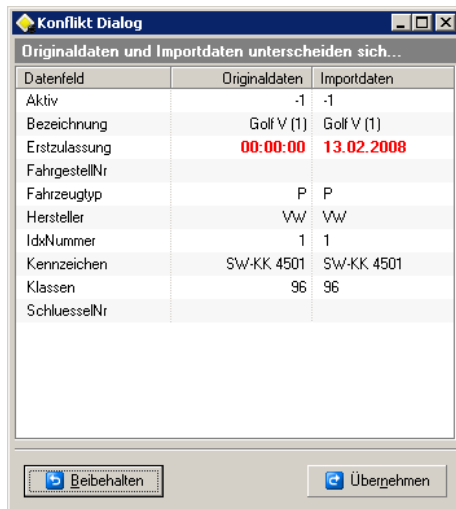 Konflikt Dialog
Originaldaten und Importdaten unterscheiden sich...
Datenfeld Originaldaten Importdaten
Aktiv -1 -1
Bezeichnung Golf V (1) Golf V (1)
Erstzulassung 00:00:00 13.02.2008
FahrgestellNr
Fahrzeugtyp P P
Hersteller VW VW
IdxNummer 1 1
Kennzeichen SW-KK 4501 SW-KK 4501
Klassen 96 96
SchluesselNr
Beibehalten Übernehmen